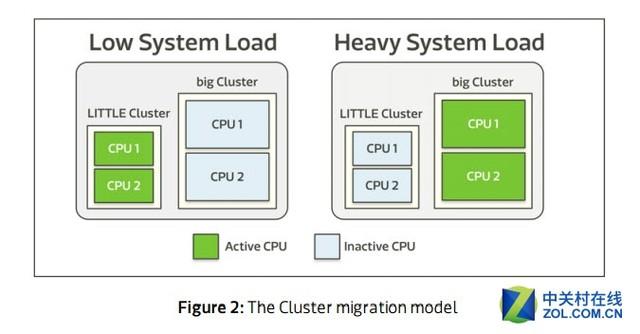 Low System Load
Heavy System Load
big Cluster
LITTLE Cluster
CPU 1
CPU 2
CPU 1
CPU 2
big Cluster
LITTLE Cluster
CPU 1
CPU 2
CPU 1
CPU 2
Active CPU
Inactive CPU
Figure 2: The Cluster migration model
中关村在线
ZOL.COM.CN